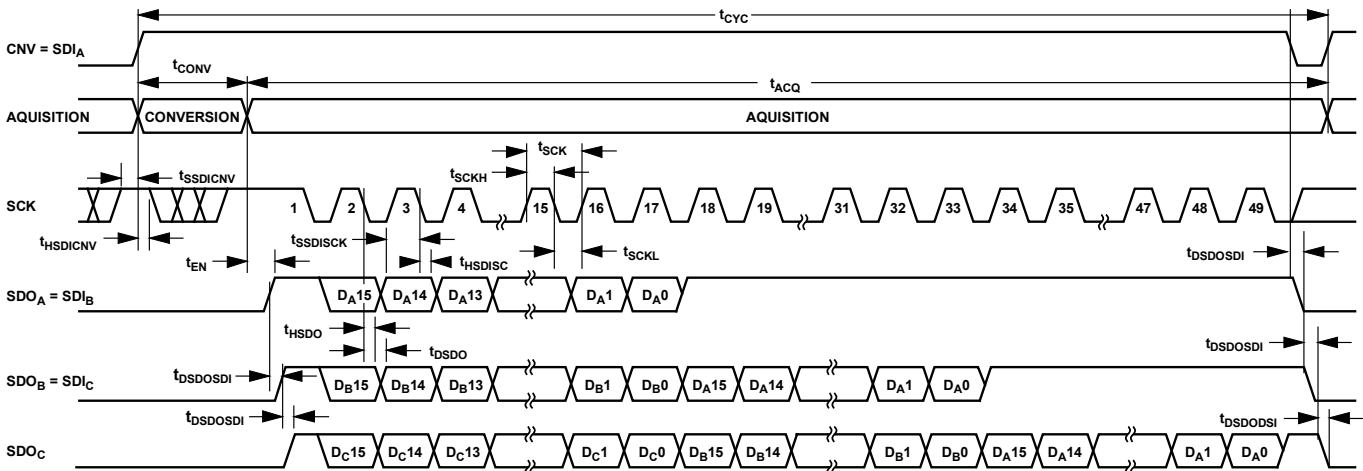 tCYC
CNV = SDIA
tCONV
tACQ
AQUISITION CONVERSION AQUISITION
tSCK
tSSDICNV
tSCKH
SCK 1 2 3 4 15 16 17 18 19 31 32 33 34 35 47 48 49
tHSDICNV
tSSDISCK
tEN
tHSDISC
tSCKL
tDSDOSDI
SDOA = SDIB DA15 DA14 DA13 DA1 DA0
tHSDO
tDSDO
tDSDOSDI
tDSDOSDI
SDOB = SDIC DB15 DB14 DB13 DB1 DB0 DA15 DA14 DA1 DA0
tDSDOSDI
tDSDODSI
SDOC DC15 DC14 DC13 DC1 DC0 DB15 DB14 DB1 DB0 DA15 DA14 DA1 DA0